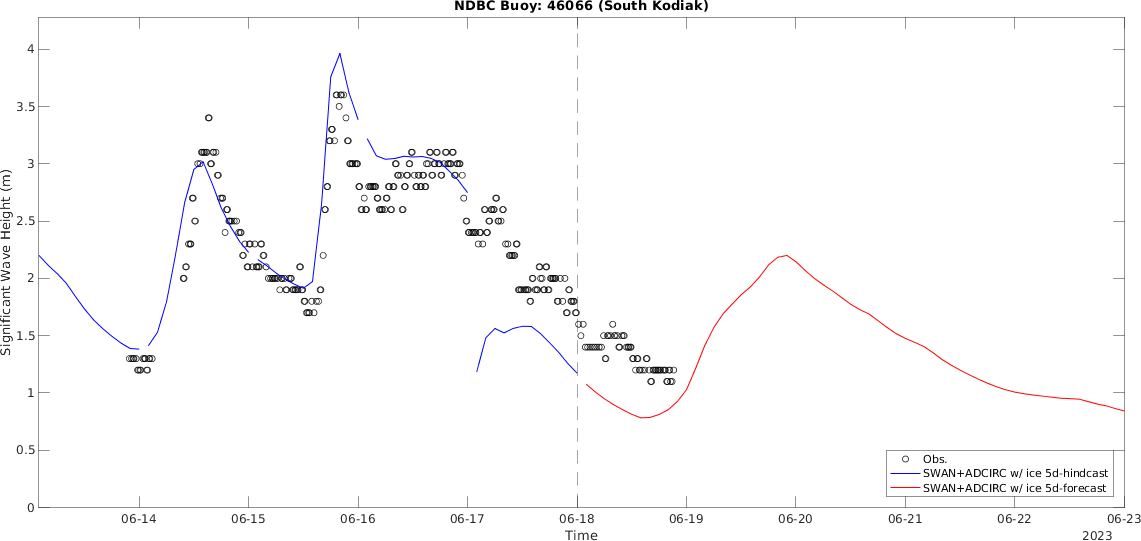 NDBC Buoy: 46066 (South Kodiak)
Significant Wave Height (m)
4
3.5
3
2.5
2
1.5
1
0.5
0
06-14 06-15 06-16 06-17 06-18 06-19 06-20 06-21 06-22 06-23
Time
2023
Obs.
SWAN+ADCIRC w/ ice 5d-hindcast
SWAN+ADCIRC w/ ice 5d-forecast